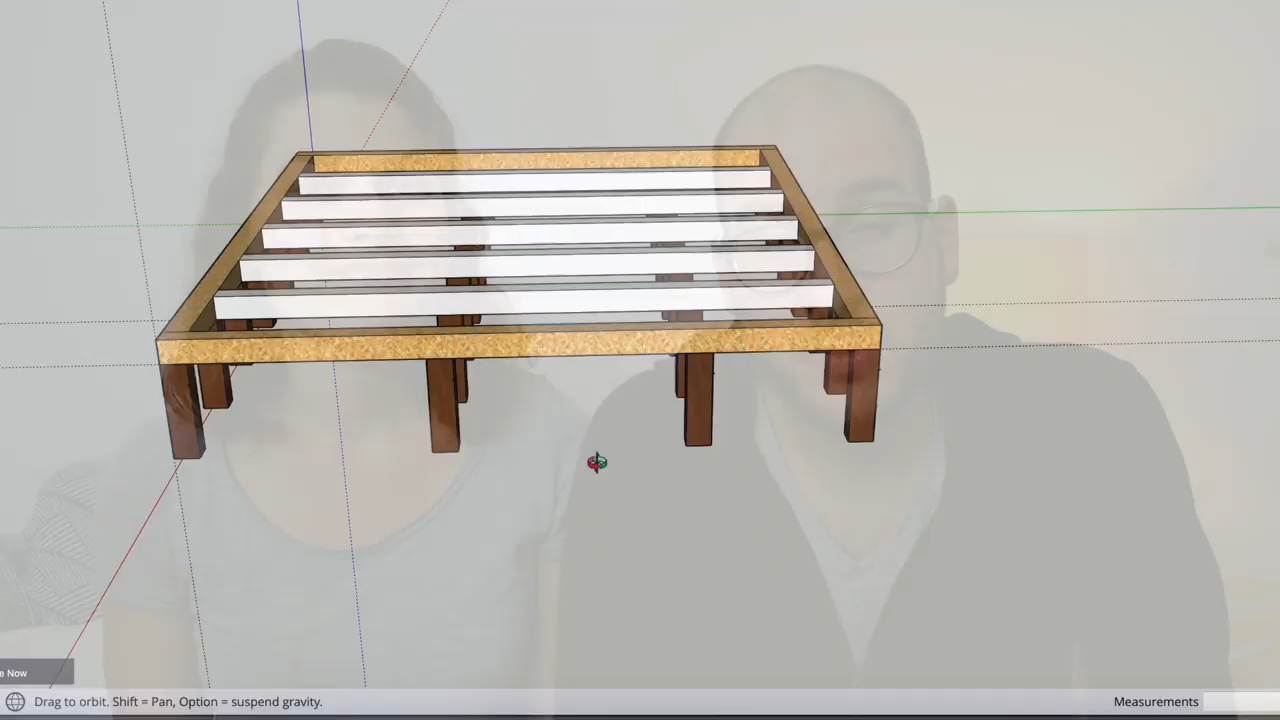 e Now
Drag to orbit. Shift = Pan, Option = suspend gravity.
Measurements